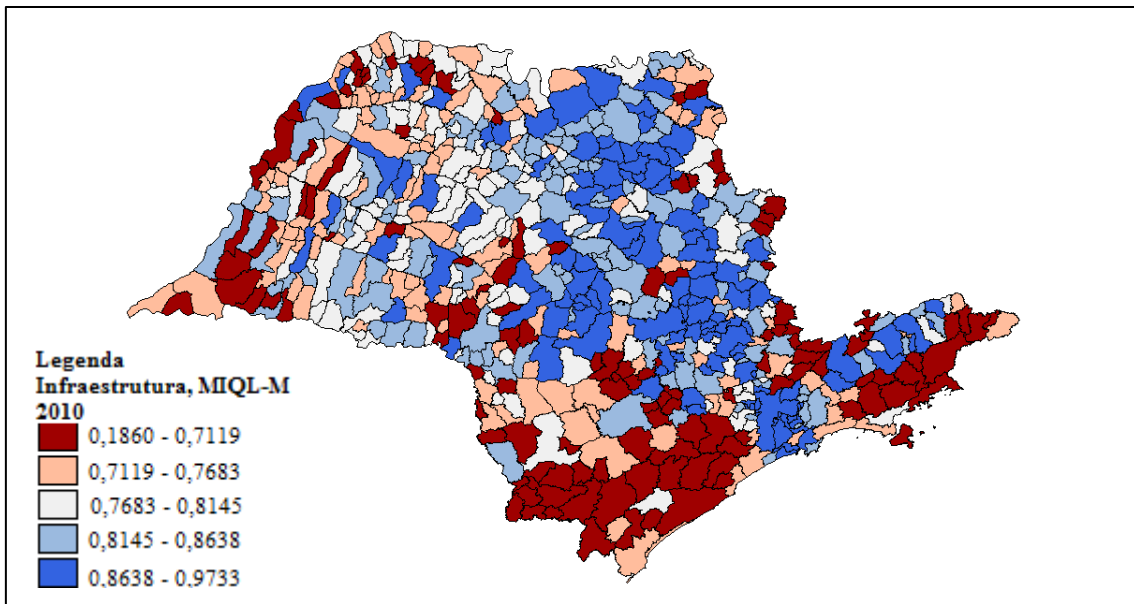 Legenda
Infraestrutura, MIQL-M
2010
0,1860 - 0,7119
0,7119 - 0,7683
0,7683 - 0,8145
0,8145 - 0,8638
0,8638 - 0,9733